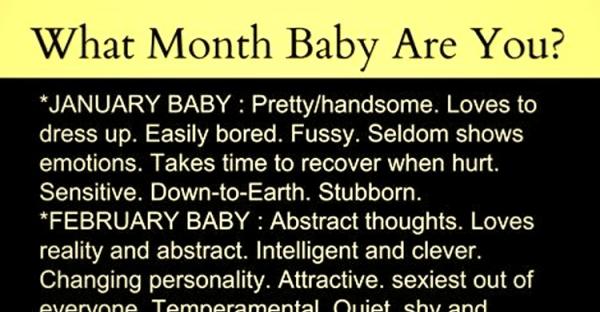 What Month Baby Are You?
*JANUARY BABY : Pretty/handsome. Loves to
dress up. Easily bored. Fussy. Seldom shows
emotions. Takes time to recover when hurt.
Sensitive. Down-to-Earth. Stubborn.
*FEBRUARY BABY : Abstract thoughts. Loves
reality and abstract. Intelligent and clever.
Changing personality. Attractive. sexiest out of
everyone. Temperamental. Quiet, shy and